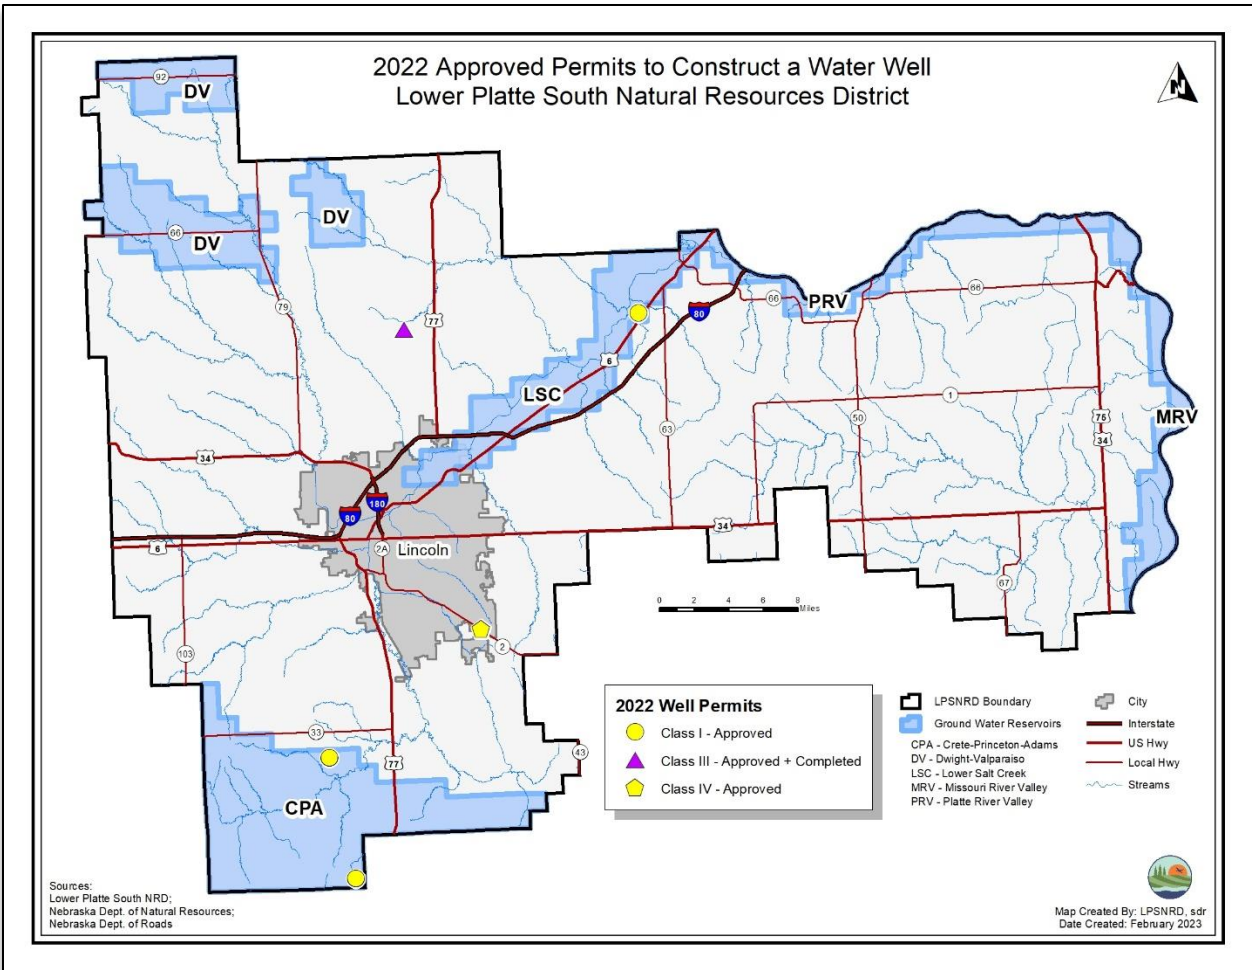 2022 Approved Permits to Construct a Water Well
Lower Platte South Natural Resources District
N
92
DV
DV
66
DV
79
77
66
PRV
66
80
6
LSC
1
63
50
75
34
MRV
34
180
80
34
6
2A
Lincoln
67
0 2 4 6 8
Miles
103
2
33
77
43
CPA
2022 Well Permits
Class I - Approved
Class III - Approved + Completed
Class IV - Approved
LPSNRD Boundary
Ground Water Reservoirs
CPA - Crete-Princeton-Adams
DV - Dwight-Valparaiso
LSC - Lower Salt Creek
MRV - Missouri River Valley
PRV - Platte River Valley
City
Interstate
US Hwy
Local Hwy
Streams
Sources:
Lower Platte South NRD;
Nebraska Dept. of Natural Resources;
Nebraska Dept. of Roads
Map Created By: LPSNRD, sdr
Date Created: February 2023